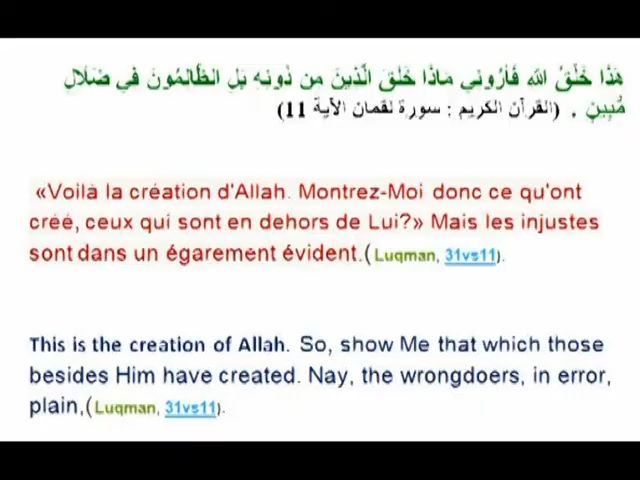 هَذَا خَلْقُ اللَّهِ فَأَرُونِي مَاذَا خَلَقَ الَّذِينَ مِن دُونِهِ بَلِ الظَّالِمُونَ فِي ضَلَالٍ
مُّبِينٍ . (القرآن الكريم : سورة لقمان الآية 11)
«Voilà la création d'Allah. Montrez-Moi donc ce qu'ont
créé, ceux qui sont en dehors de Lui?» Mais les injustes
sont dans un égarement évident.(Luqman, 31vs11).
This is the creation of Allah. So, show Me that which those
besides Him have created. Nay, the wrongdoers, in error,
plain,(Luqman, 31vs11).